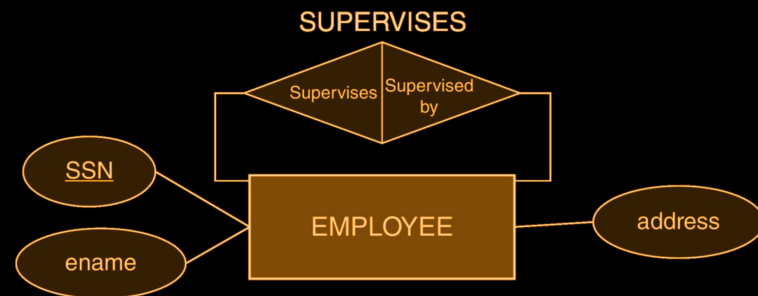 SUPERVISES
Supervises
Supervised
by
SSN
EMPLOYEE
address
ename